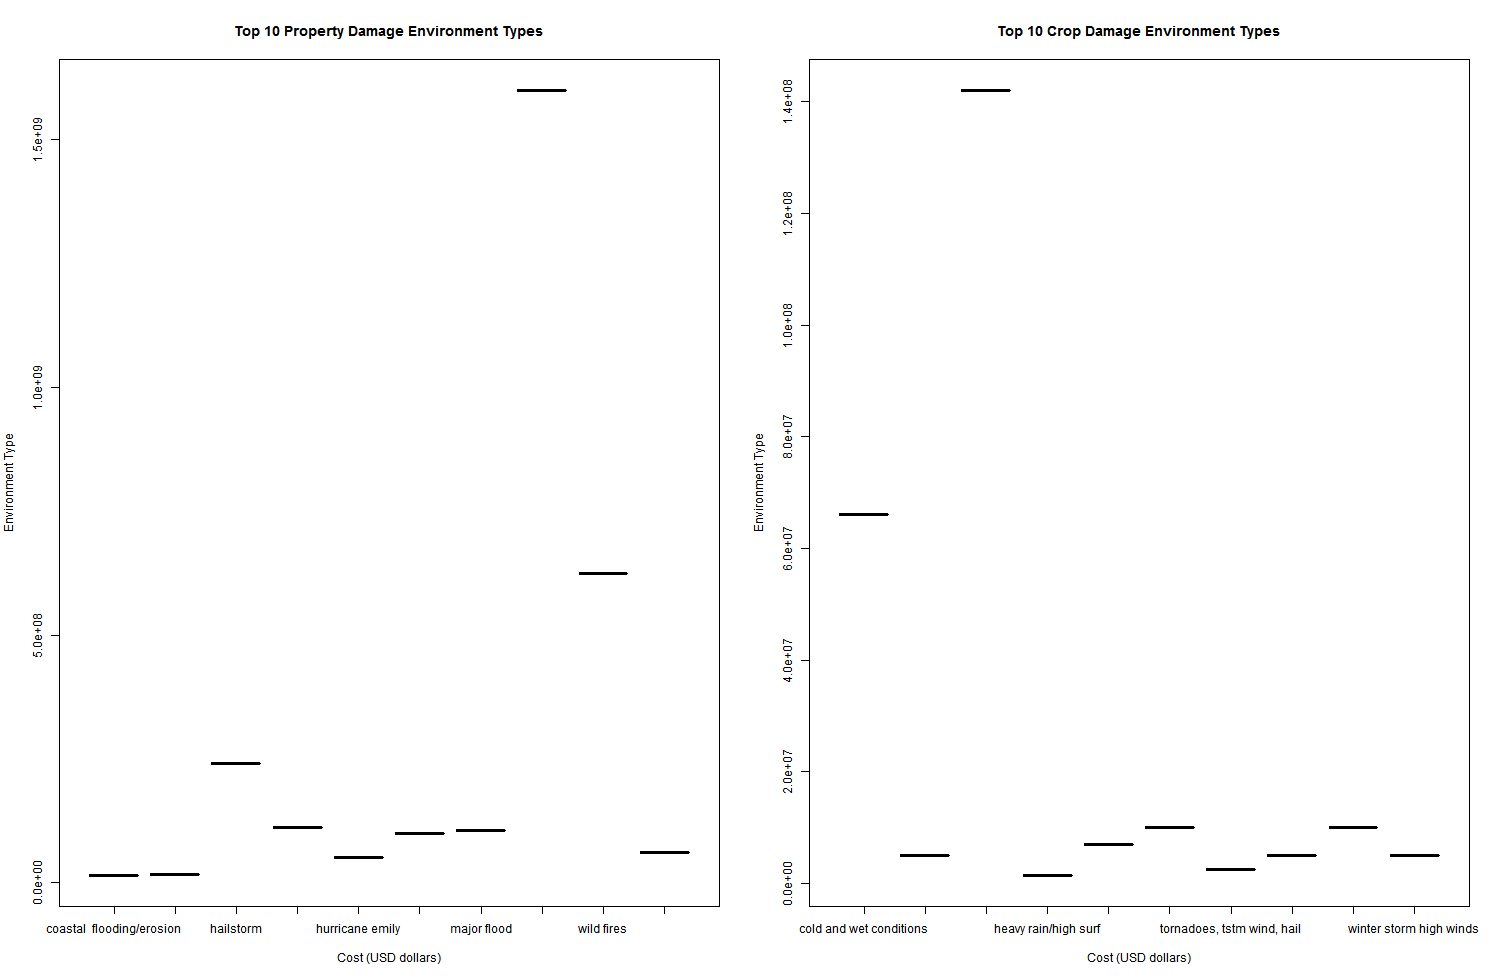 Top 10 Property Damage Environment Types
Environment Type
1.5e+09
1.0e+09
5.0e+08
0.0e+00
coastal flooding/erosion
hailstorm
hurricane emily
major flood
wild fires
Cost (USD dollars)
Top 10 Crop Damage Environment Types
Environment Type
1.4e+08
1.2e+08
1.0e+08
8.0e+07
6.0e+07
4.0e+07
2.0e+07
0.0e+00
cold and wet conditions
heavy rain/high surf
tornadoes, tstm wind, hail
winter storm high winds
Cost (USD dollars)